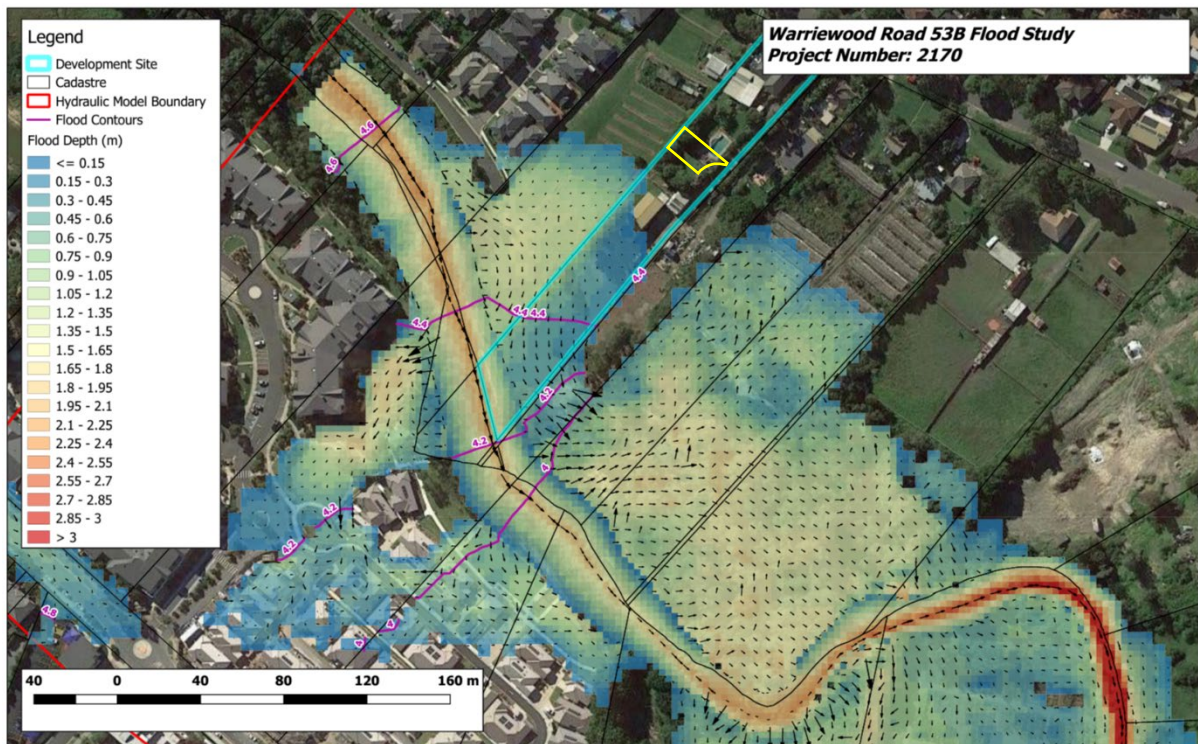 Warriewood Road 53B Flood Study
Project Number: 2170
Legend
Development Site
Cadastre
Hydraulic Model Boundary
Flood Contours
Flood Depth (m)
<= 0.15
0.15 - 0.3
0.3 - 0.45
0.45 - 0.6
0.6 - 0.75
0.75 - 0.9
0.9 - 1.05
1.05 - 1.2
1.2 - 1.35
1.35 - 1.5
1.5 - 1.65
1.65 - 1.8
1.8 - 1.95
1.95 - 2.1
2.1 - 2.25
2.25 - 2.4
2.4 - 2.55
2.55 - 2.7
2.7 - 2.85
2.85 - 3
> 3
4.6
4.6
4.4
4.4
4.4 4.4
4.2
4.2
4
4.2
4.2
4.8
4
4
40 0 40 80 120 160 m